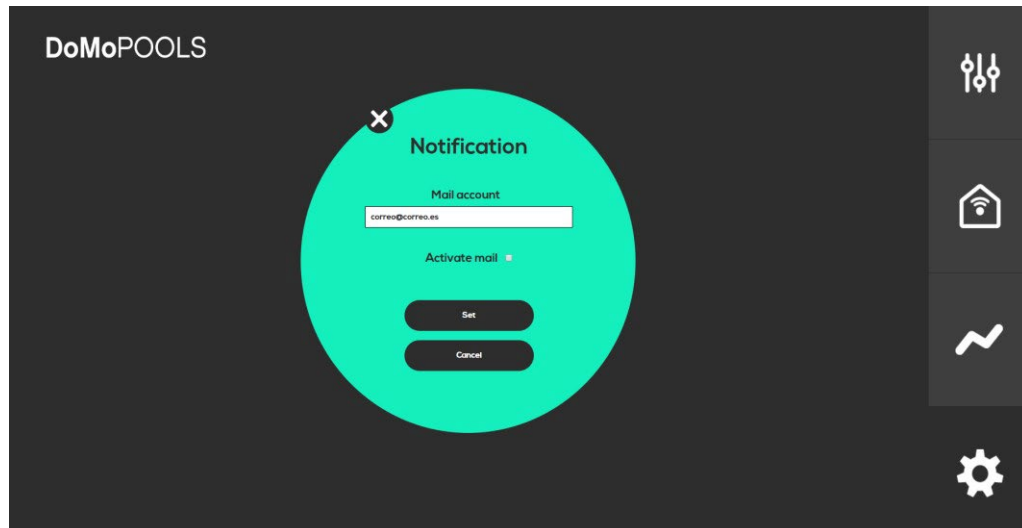 DoMoPOOLS
Notification
Mail account
correo@correo.es
Activate mail
Set
Cancel